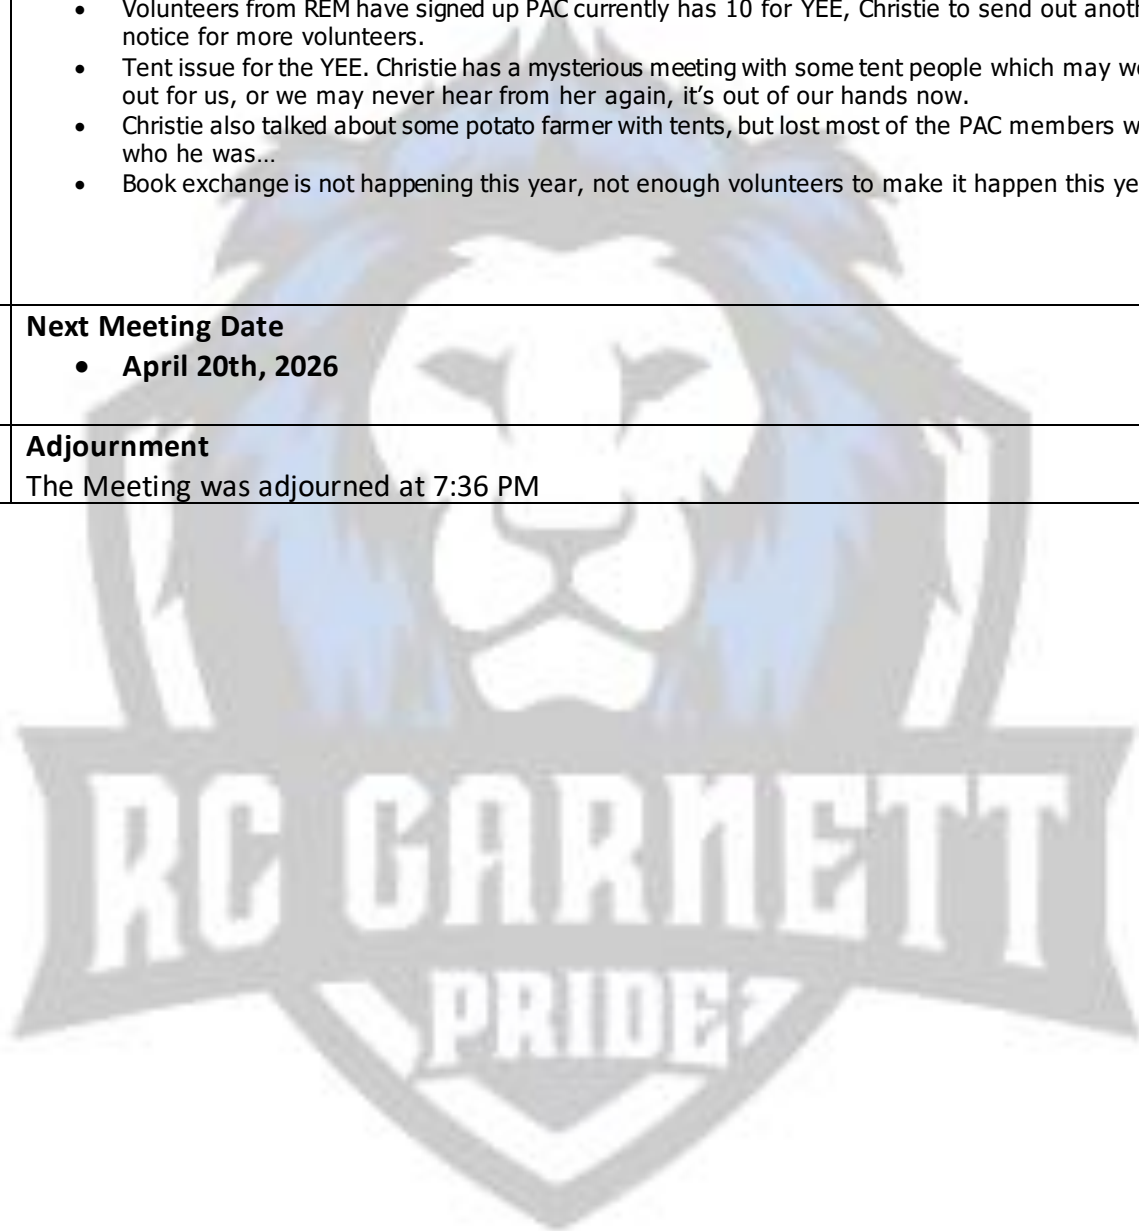 • Volunteers from REM have signed up PAC currently has 10 for YEE, Christie to send out
notice for more volunteers.
• Tent issue for the YEE. Christie has a mysterious meeting with some tent people which may
out for us, or we may never hear from her again, it’s out of our hands now.
• Christie also talked about some potato farmer with tents, but lost most of the PAC members
who he was…
• Book exchange is not happening this year, not enough volunteers to make it happen this
Next Meeting Date
• April 20th, 2026
Adjournment
The Meeting was adjourned at 7:36 PM
RC GARNETT
PRIDE